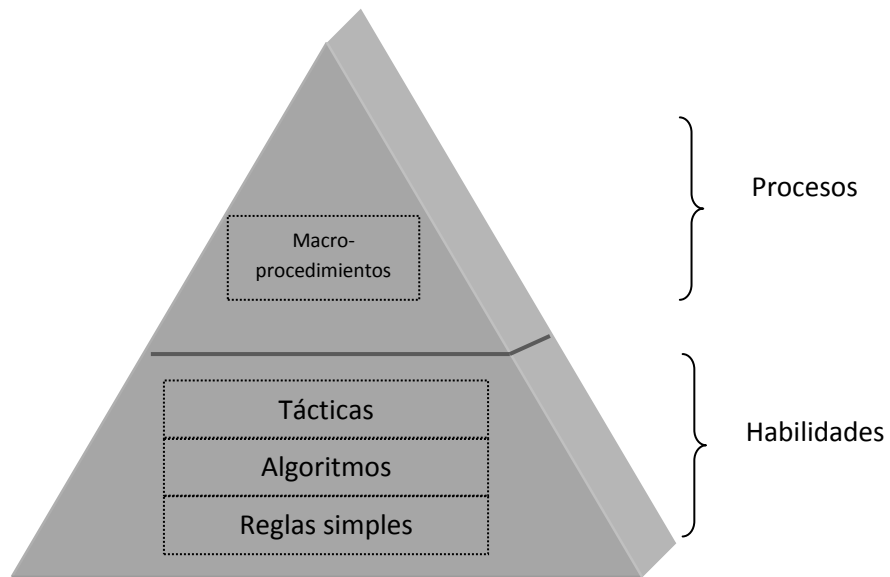 Procesos
Macro-
procedimientos
Tácticas
Algoritmos
Reglas simples
Habilidades